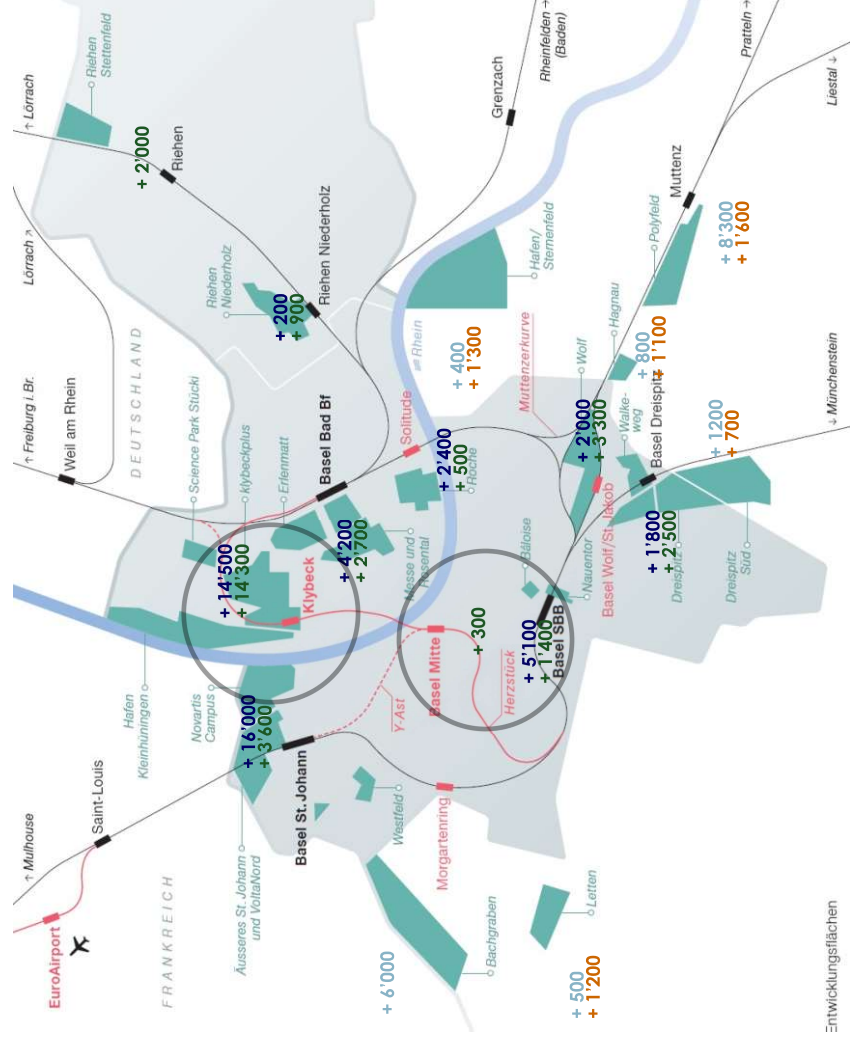 ↑ Mulhouse
↑ Freiburg i. Br.
Lörrach ↗
↑ Lörrach
EuroAirport
Saint-Louis
Weil am Rhein
Riehen
Stettenfeld
DEUTSCHLAND
+ 2'000
Riehen
FRANKREICH
Hafen
Kleinhüningen
Science Park Stücki
Novartis
Campus
klybeckplus
Riehen
Niederholz
Äusseres St. Johann
und VoltaNord
+ 16'000
+ 3'600
+ 14'500
+ 14'300
Erlenmatt
+ 200
+ 900
Riehen Niederholz
Basel St. Johann
Klybeck
Basel Bad Bf
+ 4'200
+ 2'700
+ 6'000
Westfeld
Y-Ast
Messe und
Rosental
Solitude
Rhein
Morgartenring
Basel Mitte
+ 2'400
+ 500
Roche
+ 400
+ 1'300
Grenzach
Bachgraben
+ 300
Herzstück
Bâloise
Muttenzerkurve
Hafen/
Sternenfeld
Rheinfelden →
(Baden)
+ 5'100
+ 1'400
Basel SBB
Nauentor
Wolf
+ 2'000
+ 3'300
Basel Wolf/St. Jakob
+ 500
+ 1'200
Letten
Walke-
weg
Hagnau
+ 800
+ 1'100
Polyfeld
Muttenz
Basel Dreispitz
+ 1'800
+ 2'500
Dreispitz
+ 1200
+ 700
+ 8'300
+ 1'600
Dreispitz
Süd
Pratteln →
Entwicklungsflächen
↓ Münchenstein
Liestal ↓